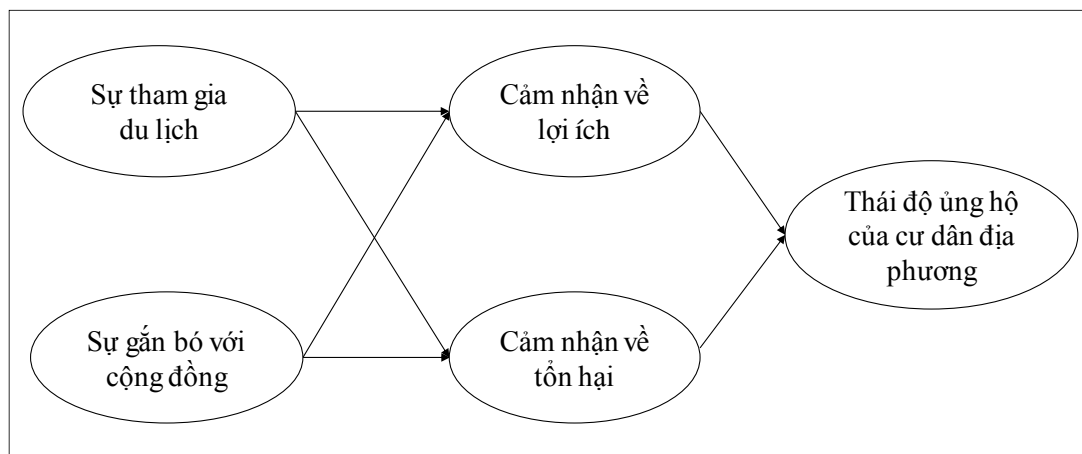 Sự tham gia
du lịch
Cảm nhận về
lợi ích
Thái độ ủng hộ
của cư dân địa
phương
Sự gắn bó với
cộng đồng
Cảm nhận về
tổn hại